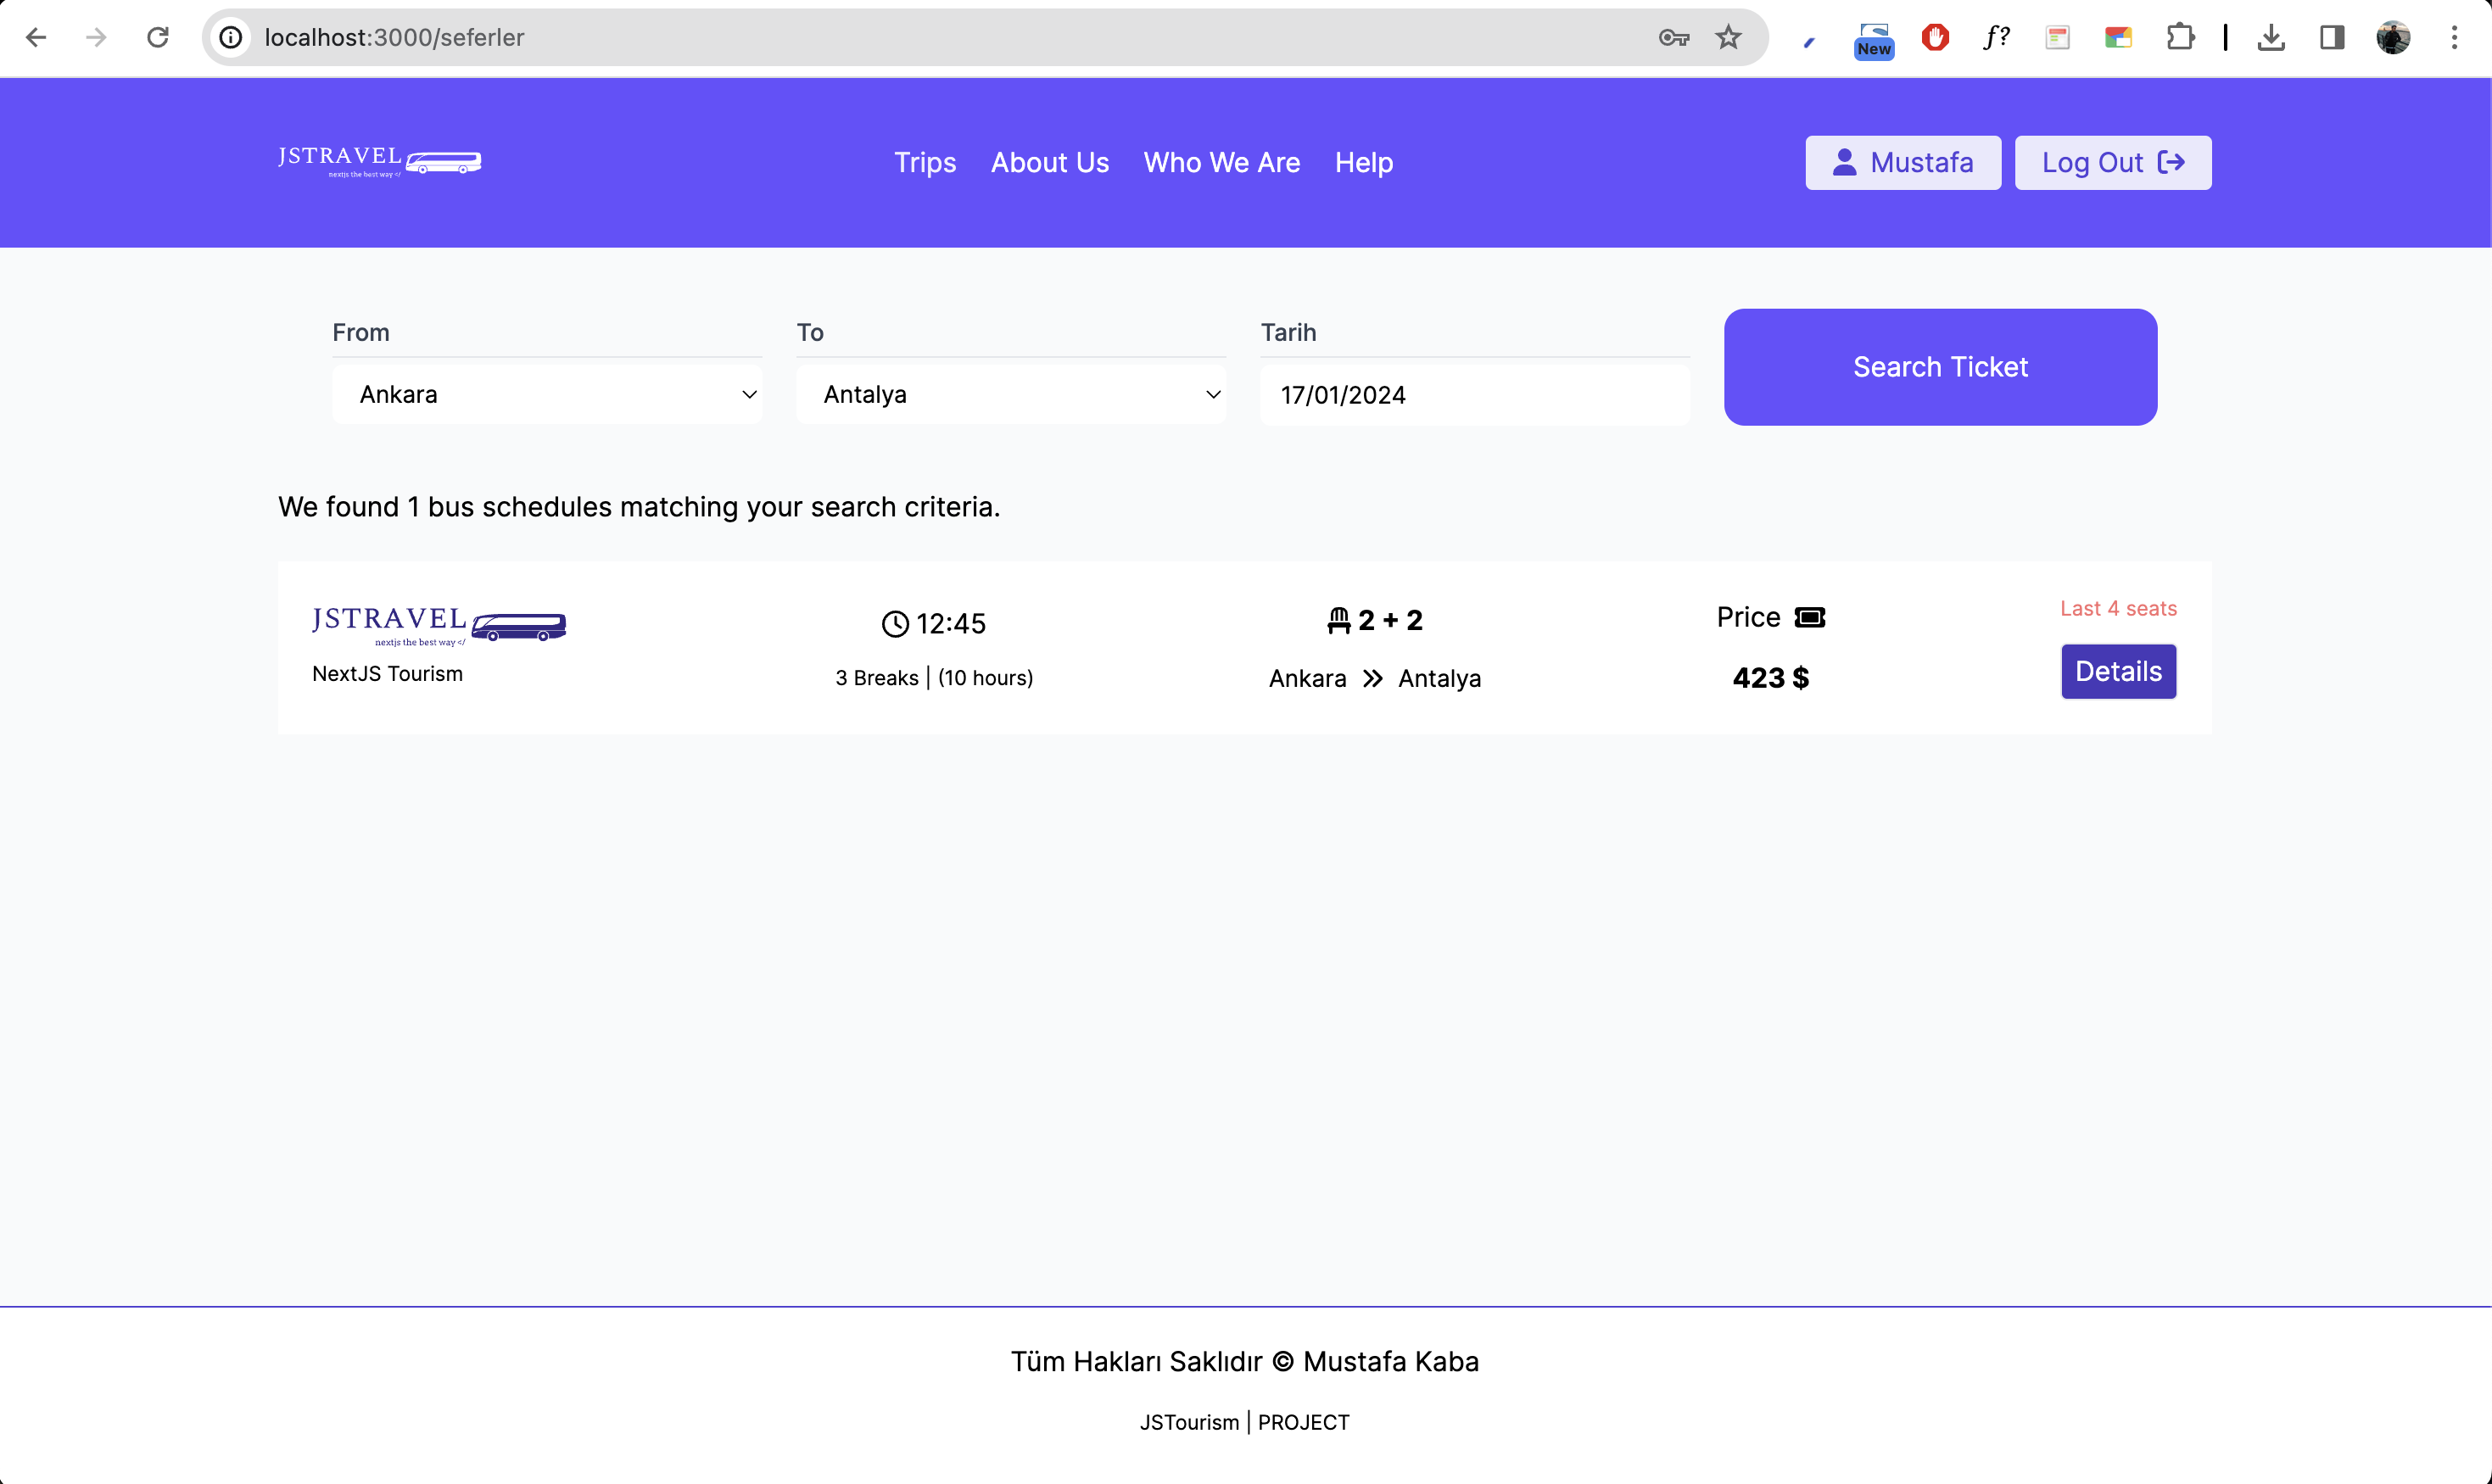 localhost:3000/seferler
New
f?
JSTRAVEL
nextjs the best way </
Trips About Us Who We Are Help
Mustafa
Log Out
From
To
Tarih
Ankara
Antalya
17/01/2024
Search Ticket
We found 1 bus schedules matching your search criteria.
JSTRAVEL
nextjs the best way </
NextJS Tourism
12:45
3 Breaks | (10 hours)
2 + 2
Ankara Antalya
Price
423 $
Last 4 seats
Details
Tüm Hakları Saklıdır © Mustafa Kaba
JSTourism | PROJECT